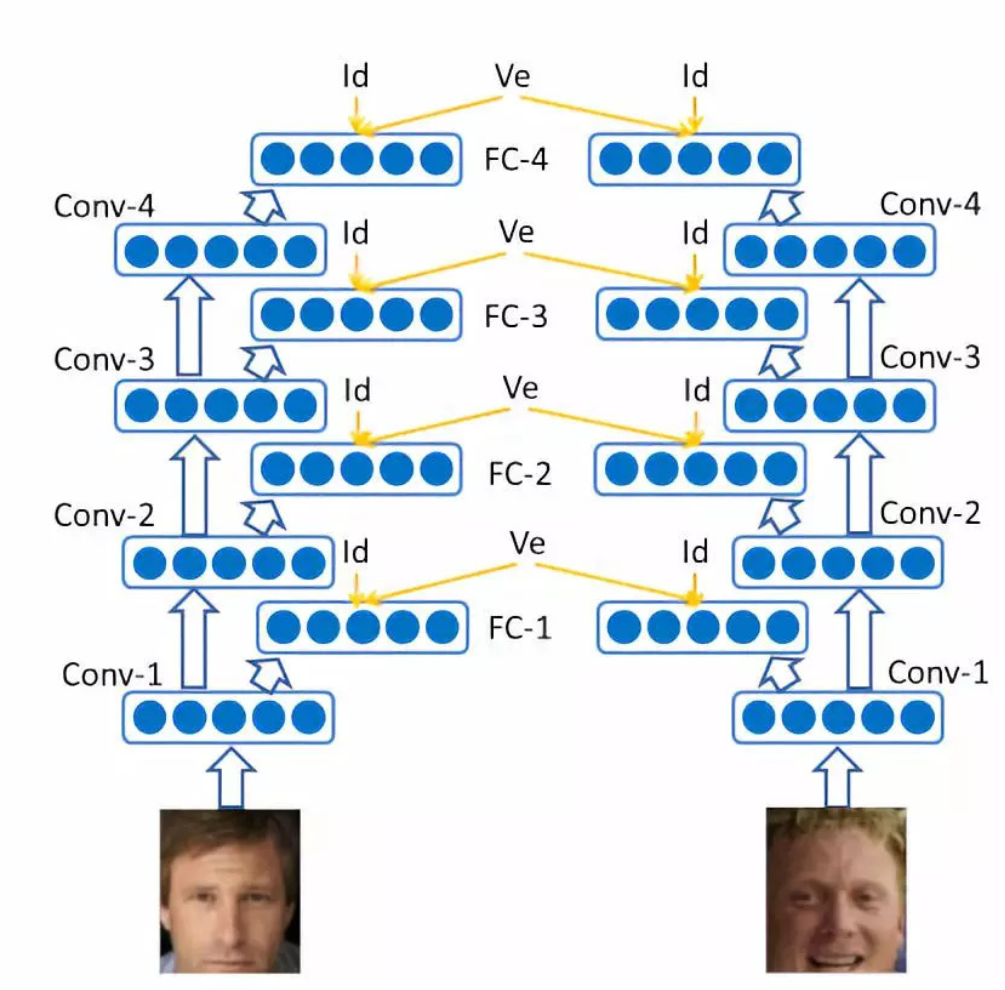 Id Ve Id
FC-4
Conv-4 Conv-4
Id Ve Id
FC-3
Conv-3 Conv-3
Id Ve Id
FC-2
Conv-2 Conv-2
Id Ve Id
FC-1
Conv-1 Conv-1